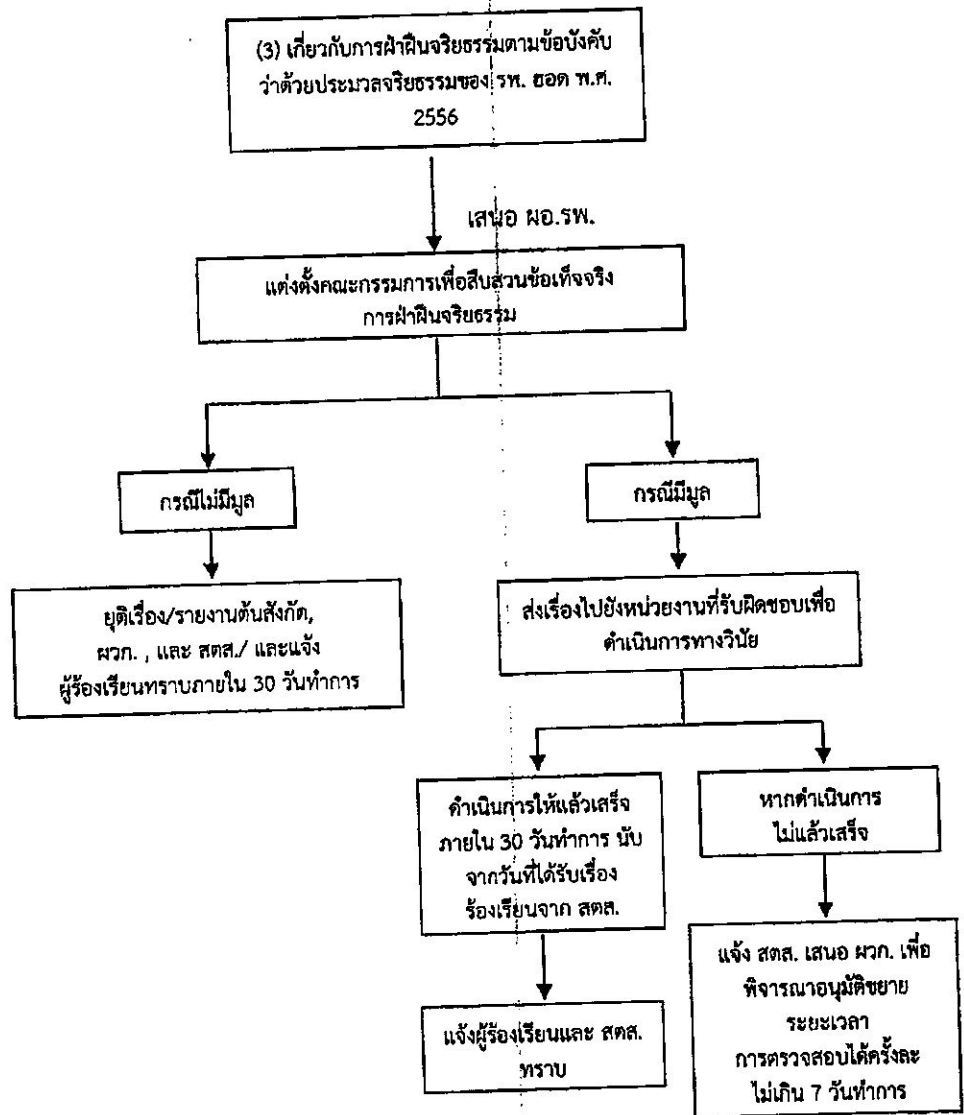 (3) เกี่ยวกับการฝ่าฝืนจริยธรรมตามข้อบังคับ
ว่าด้วยประมวลจริยธรรมของ รพ. ฮอด พ.ศ.
2556
เสนอ ผอ.รพ.
แต่งตั้งคณะกรรมการเพื่อสืบสวนข้อเท็จจริง
การฝ่าฝืนจริยธรรม
กรณีไม่มีมูล
กรณีมีมูล
ยุติเรื่อง/รายงานต้นสังกัด,
ผวก. , และ สตส./ และแจ้ง
ผู้ร้องเรียนทราบภายใน 30 วันทำการ
ส่งเรื่องไปยังหน่วยงานที่รับผิดชอบเพื่อ
ดำเนินการทางวินัย
ดำเนินการให้แล้วเสร็จ
ภายใน 30 วันทำการ นับ
จากวันที่ได้รับเรื่อง
ร้องเรียนจาก สตส.
หากดำเนินการ
ไม่แล้วเสร็จ
แจ้งผู้ร้องเรียนและ สตส.
ทราบ
แจ้ง สตส. เสนอ ผวก. เพื่อ
พิจารณาอนุมัติขยาย
ระยะเวลา
การตรวจสอบได้ครั้งละ
ไม่เกิน 7 วันทำการ